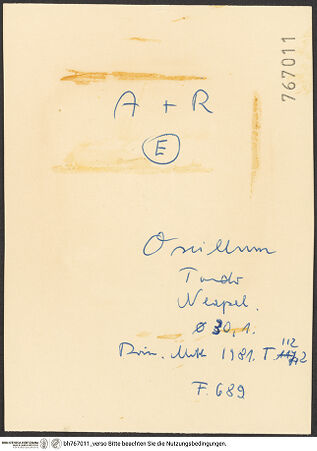 767011
A + R
E
Oscillum
Tondo
Neapel.
ø 30,1.
Röm. Mitt 1981. T. 112
F. 689
bh767011_verso Bitte beachten Sie die Nutzungsbedingungen.